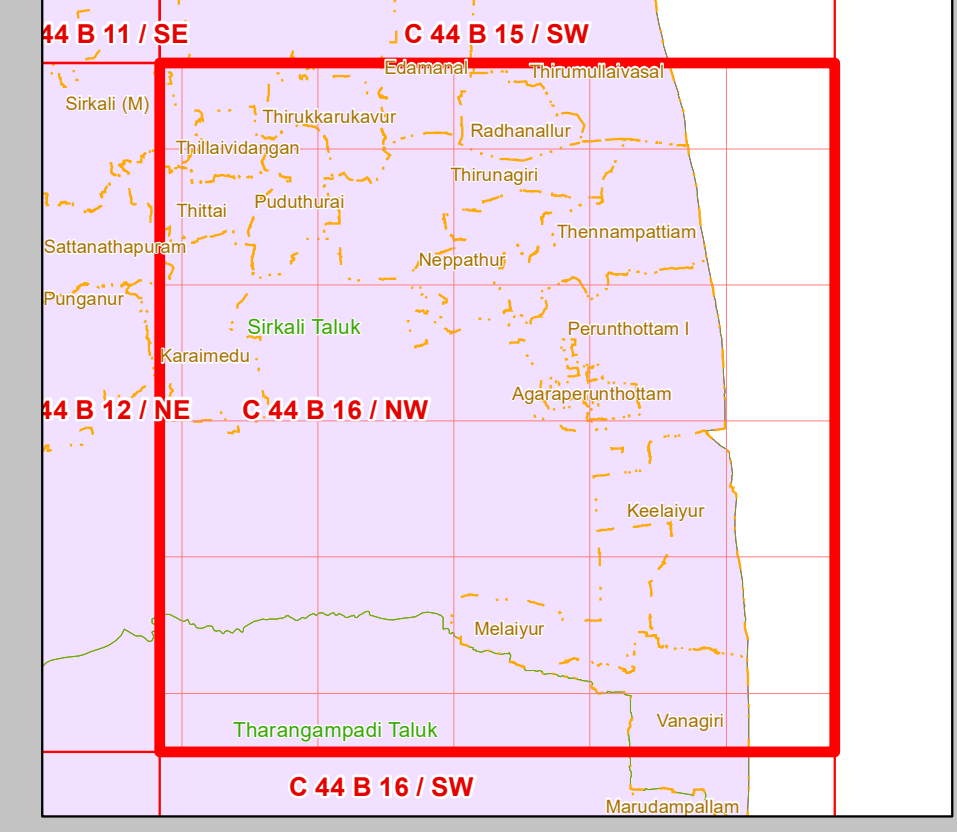 44 B 11 / SE
C 44 B 15 / SW
Edamanal
Thirumullaivasal
Sirkali (M)
Thirukkarukavur
Radhanallur
Thillaividangan
Thirunagiri
Puduthurai
Thittai
Thennampattiam
Sattanathapuram
Neppathur
Punganur
Sirkali Taluk
Perunthottam I
Karaimedu
Agaraperunthottam
44 B 12 / NE
C 44 B 16 / NW
Keelaiyur
Melaiyur
Vanagiri
Tharangampadi Taluk
C 44 B 16 / SW
Marudampallam